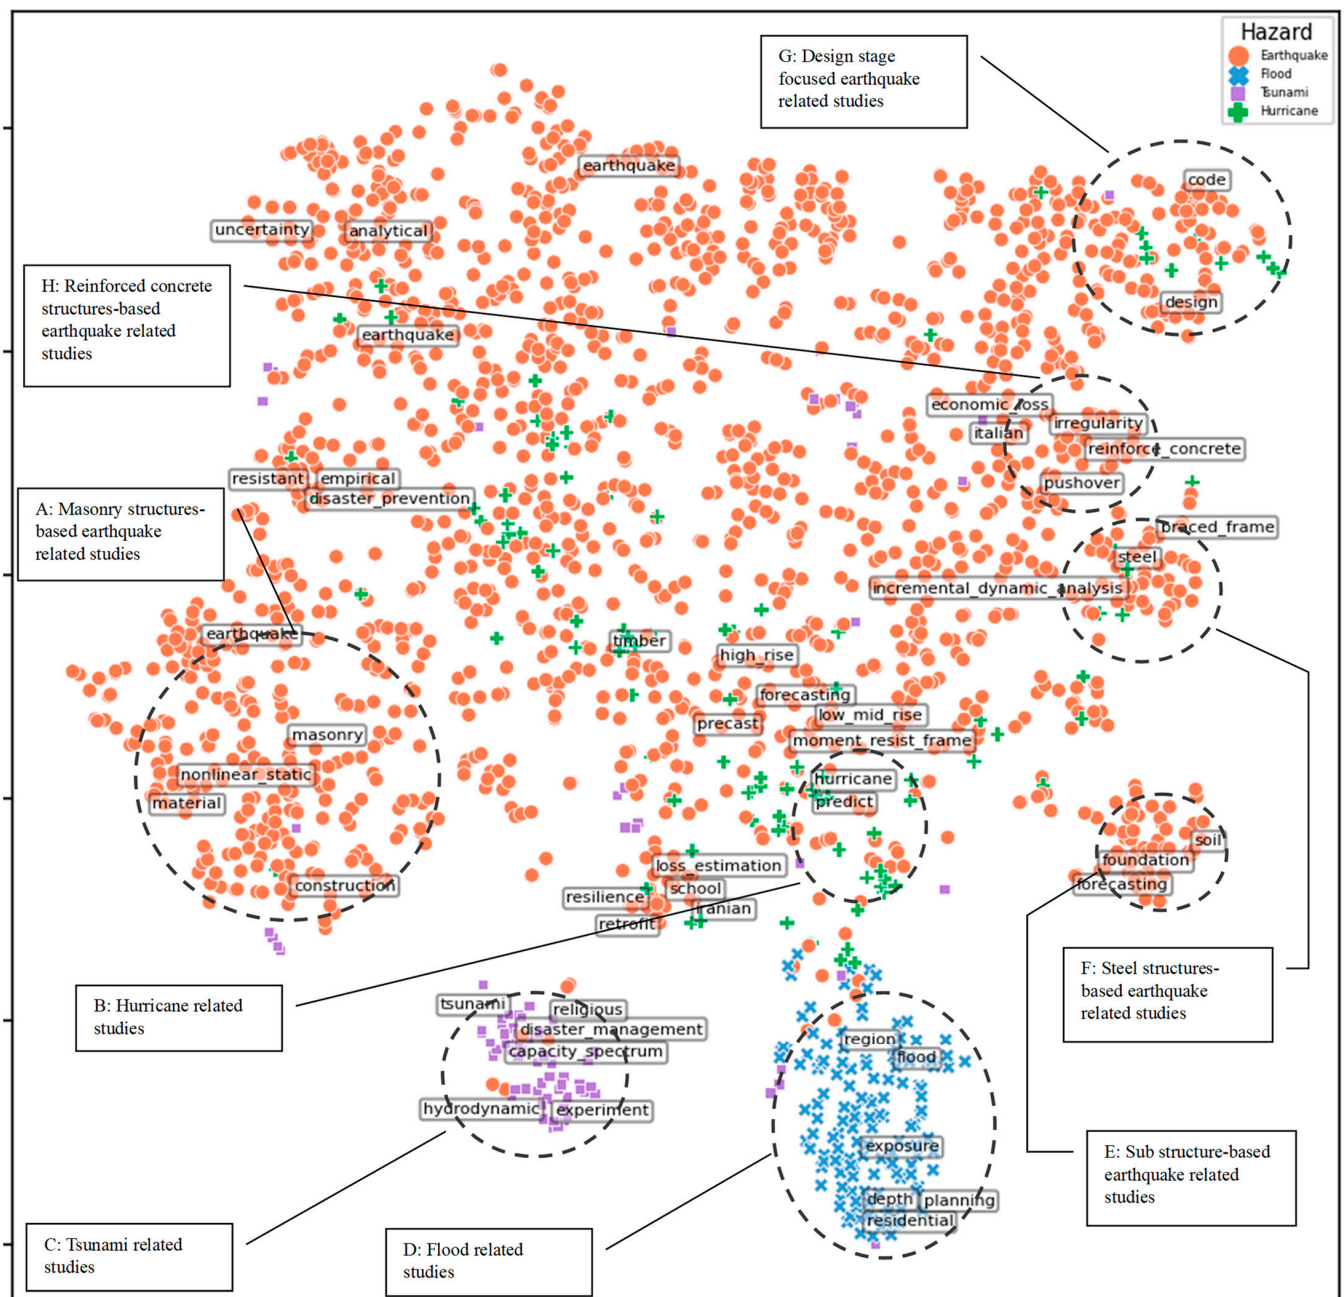 Hazard
Earthquake
Flood
Tsunami
Hurricane
G: Design stage
focused earthquake
related studies
code
earthquake
uncertainty
analytical
H: Reinforced concrete
structures-based
earthquake related
studies
design
earthquake
economic_loss
irregularity
italian
reinforce_concrete
resistant
empirical
pushover
disaster_prevention
A: Masonry structures-
based earthquake
related studies
braced_frame
steel
incremental_dynamic_analysis
earthquake
timber
high_rise
forecasting
low_mid_rise
precast
masonry
moment_resist_frame
nonlinear_static
hurricane
material
predict
soil
foundation
loss_estimation
construction
school
forecasting
resilience
iranian
retrofit
F: Steel structures-
based earthquake
related studies
B: Hurricane related
studies
tsunami
religious
disaster_management
region
capacity_spectrum
flood
hydrodynamic
experiment
exposure
E: Sub structure-based
earthquake related
studies
depth
planning
residential
C: Tsunami related
studies
D: Flood related
studies